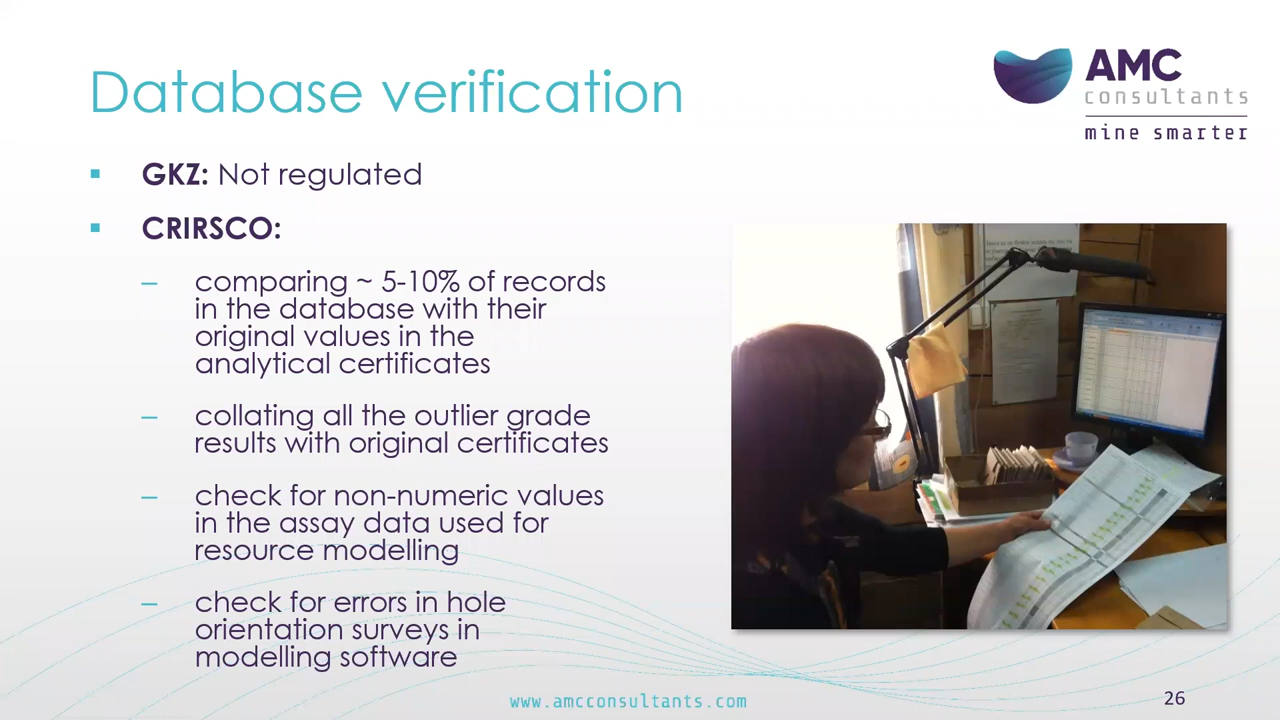 Database verification
AMC
consultants
mine smarter
▪ GKZ: Not regulated
▪ CRIRSCO:
– comparing ~ 5-10% of records
in the database with their
original values in the
analytical certificates
– collating all the outlier grade
results with original certificates
– check for non-numeric values
in the assay data used for
resource modelling
– check for errors in hole
orientation surveys in
modelling software
www.amcconsultants.com
26